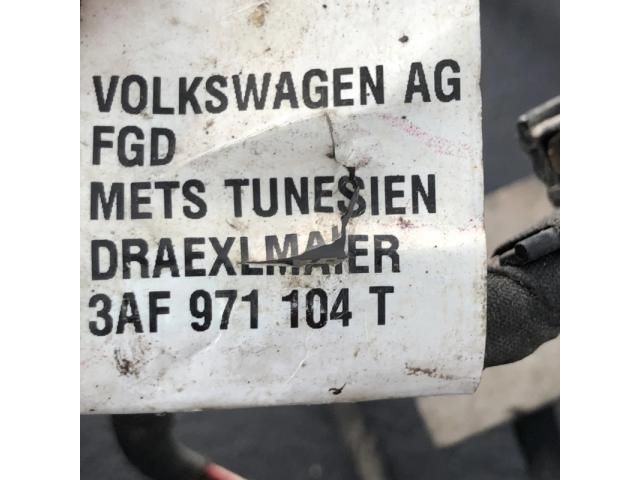 VOLKSWAGEN AG
FGD
METS TUNESIEN
DRAEXLMAIER
3AF 971 104 T